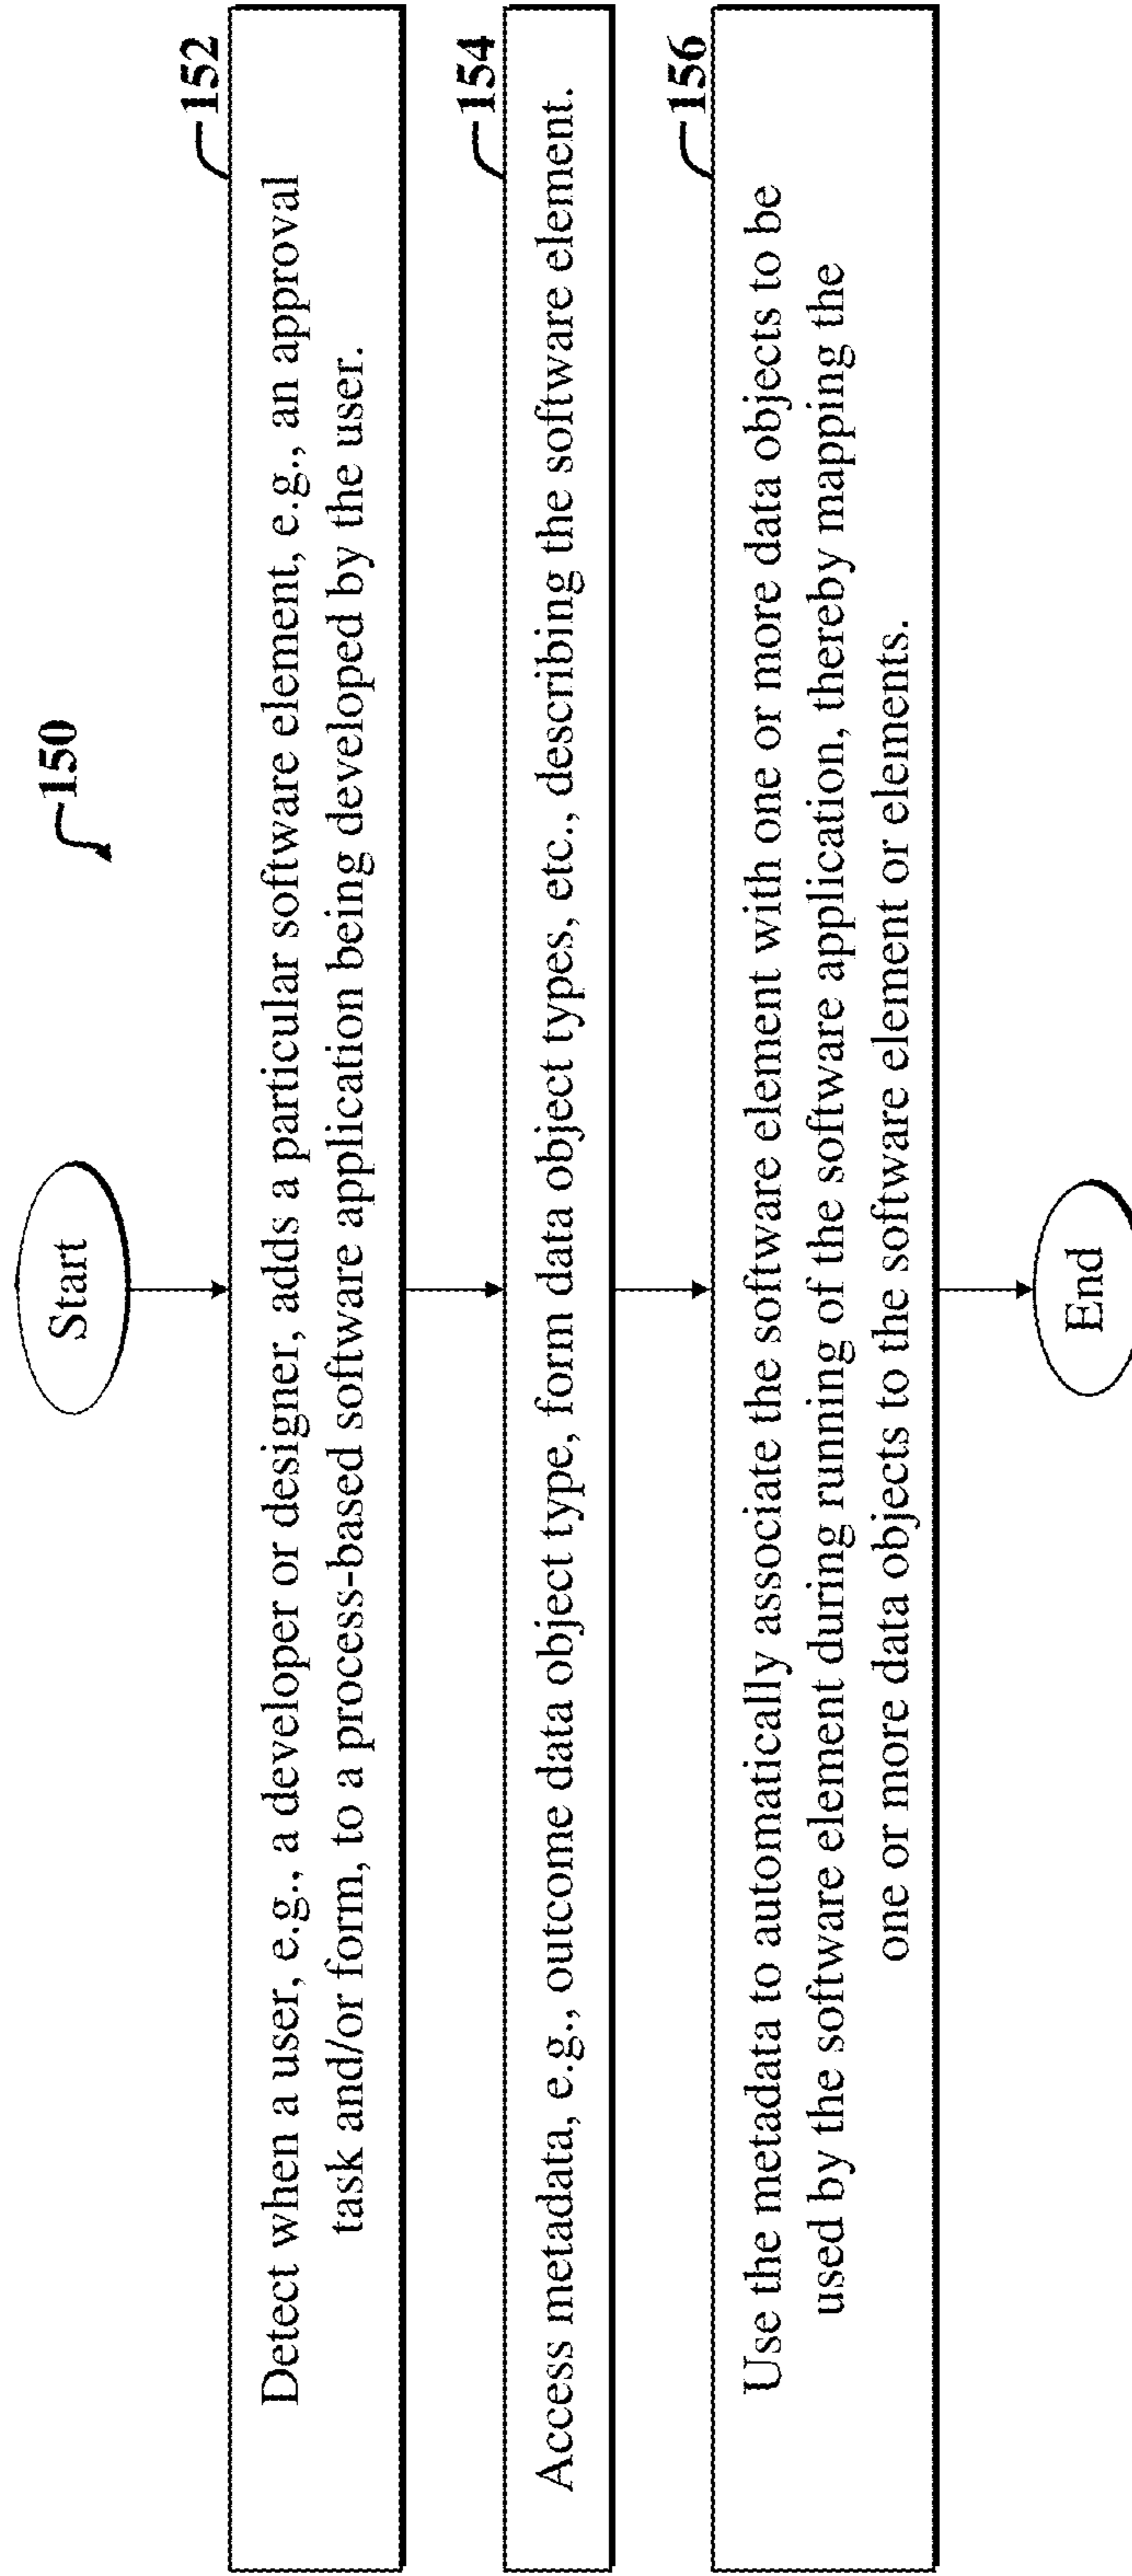 150
Start
152
Detect when a user, e.g., a developer or designer, adds a particular software element, e.g., an approval
task and/or form, to a process-based software application being developed by the user.
154
Access metadata, e.g., outcome data object type, form data object types, etc., describing the software element.
156
Use the metadata to automatically associate the software element with one or more data objects to be
used by the software element during running of the software application, thereby mapping the
one or more data objects to the software element or elements.
End